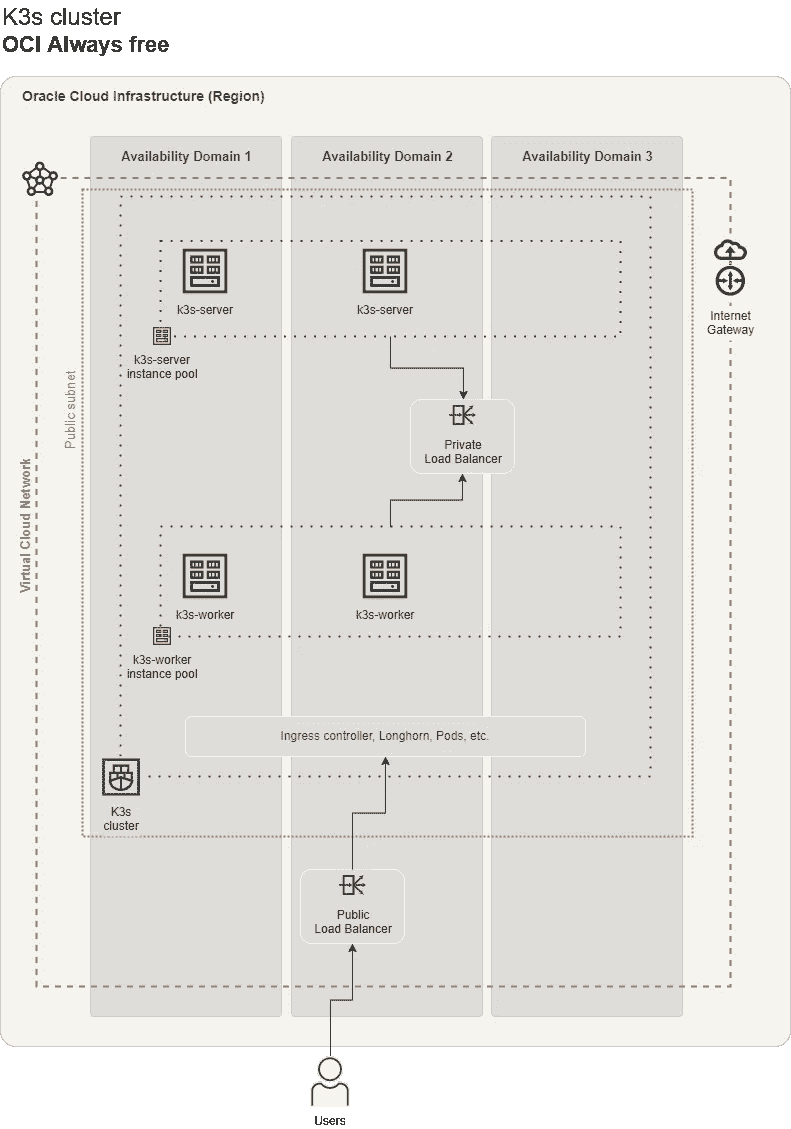 K3s cluster
OCI Always free
Oracle Cloud Infrastructure (Region)
Availability Domain 1
Availability Domain 2
Availability Domain 3
k3s-server
k3s-server
Internet
Gateway
k3s-server
instance pool
Public subnet
Private
Load Balancer
Virtual Cloud Network
k3s-worker
k3s-worker
k3s-worker
instance pool
Ingress controller, Longhorn, Pods, etc.
K3s
cluster
Public
Load Balancer
Users